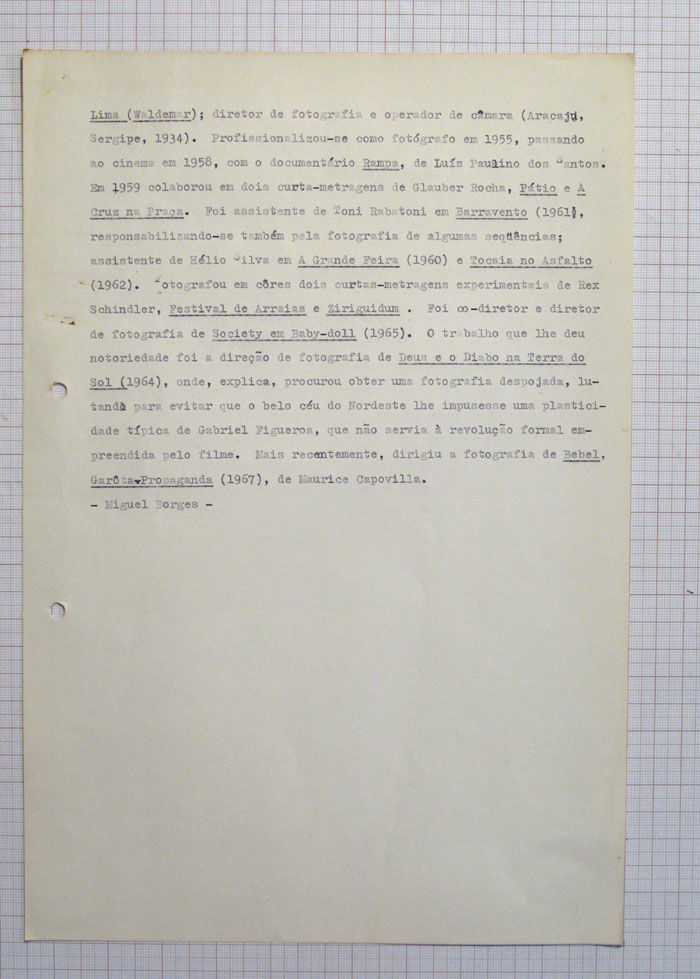 Lima (Waldemar); diretor de fotografia e operador de câmara (Aracaju,
Sergipe, 1934). Profissionalizou-se como fotógrafo em 1955, passando
ao cinema em 1958, com o documentário Rampa, de Luís Paulino dos Santos.
Em 1959 colaborou em dois curta-metragens de Glauber Rocha, Pátio e A
Cruz na Praça. Foi assistente de Toni Rabatoni em Barravento (1961),
responsabilizando-se também pela fotografia de algumas seqüências;
assistente de Hélio Silva em A Grande Feira (1960) e Tocaia no Asfalto
(1962). Fotografou em côres dois curtas-metragens experimentais de Rex
Schindler, Festival de Arraias e Ziriguidum . Foi co-diretor e diretor
de fotografia de Society em Baby-doll (1965). O trabalho que lhe deu
notoriedade foi a direção de fotografia de Deus e o Diabo na Terra do
Sol (1964), onde, explica, procurou obter uma fotografia despojada, lu-
tando para evitar que o belo céu do Nordeste lhe impusesse uma plastici-
dade típica de Gabriel Figueroa, que não servia à revolução formal em-
preendida pelo filme. Mais recentemente, dirigiu a fotografia de Bebel,
Garôta-Propaganda (1967), de Maurice Capovilla.
- Miguel Borges -